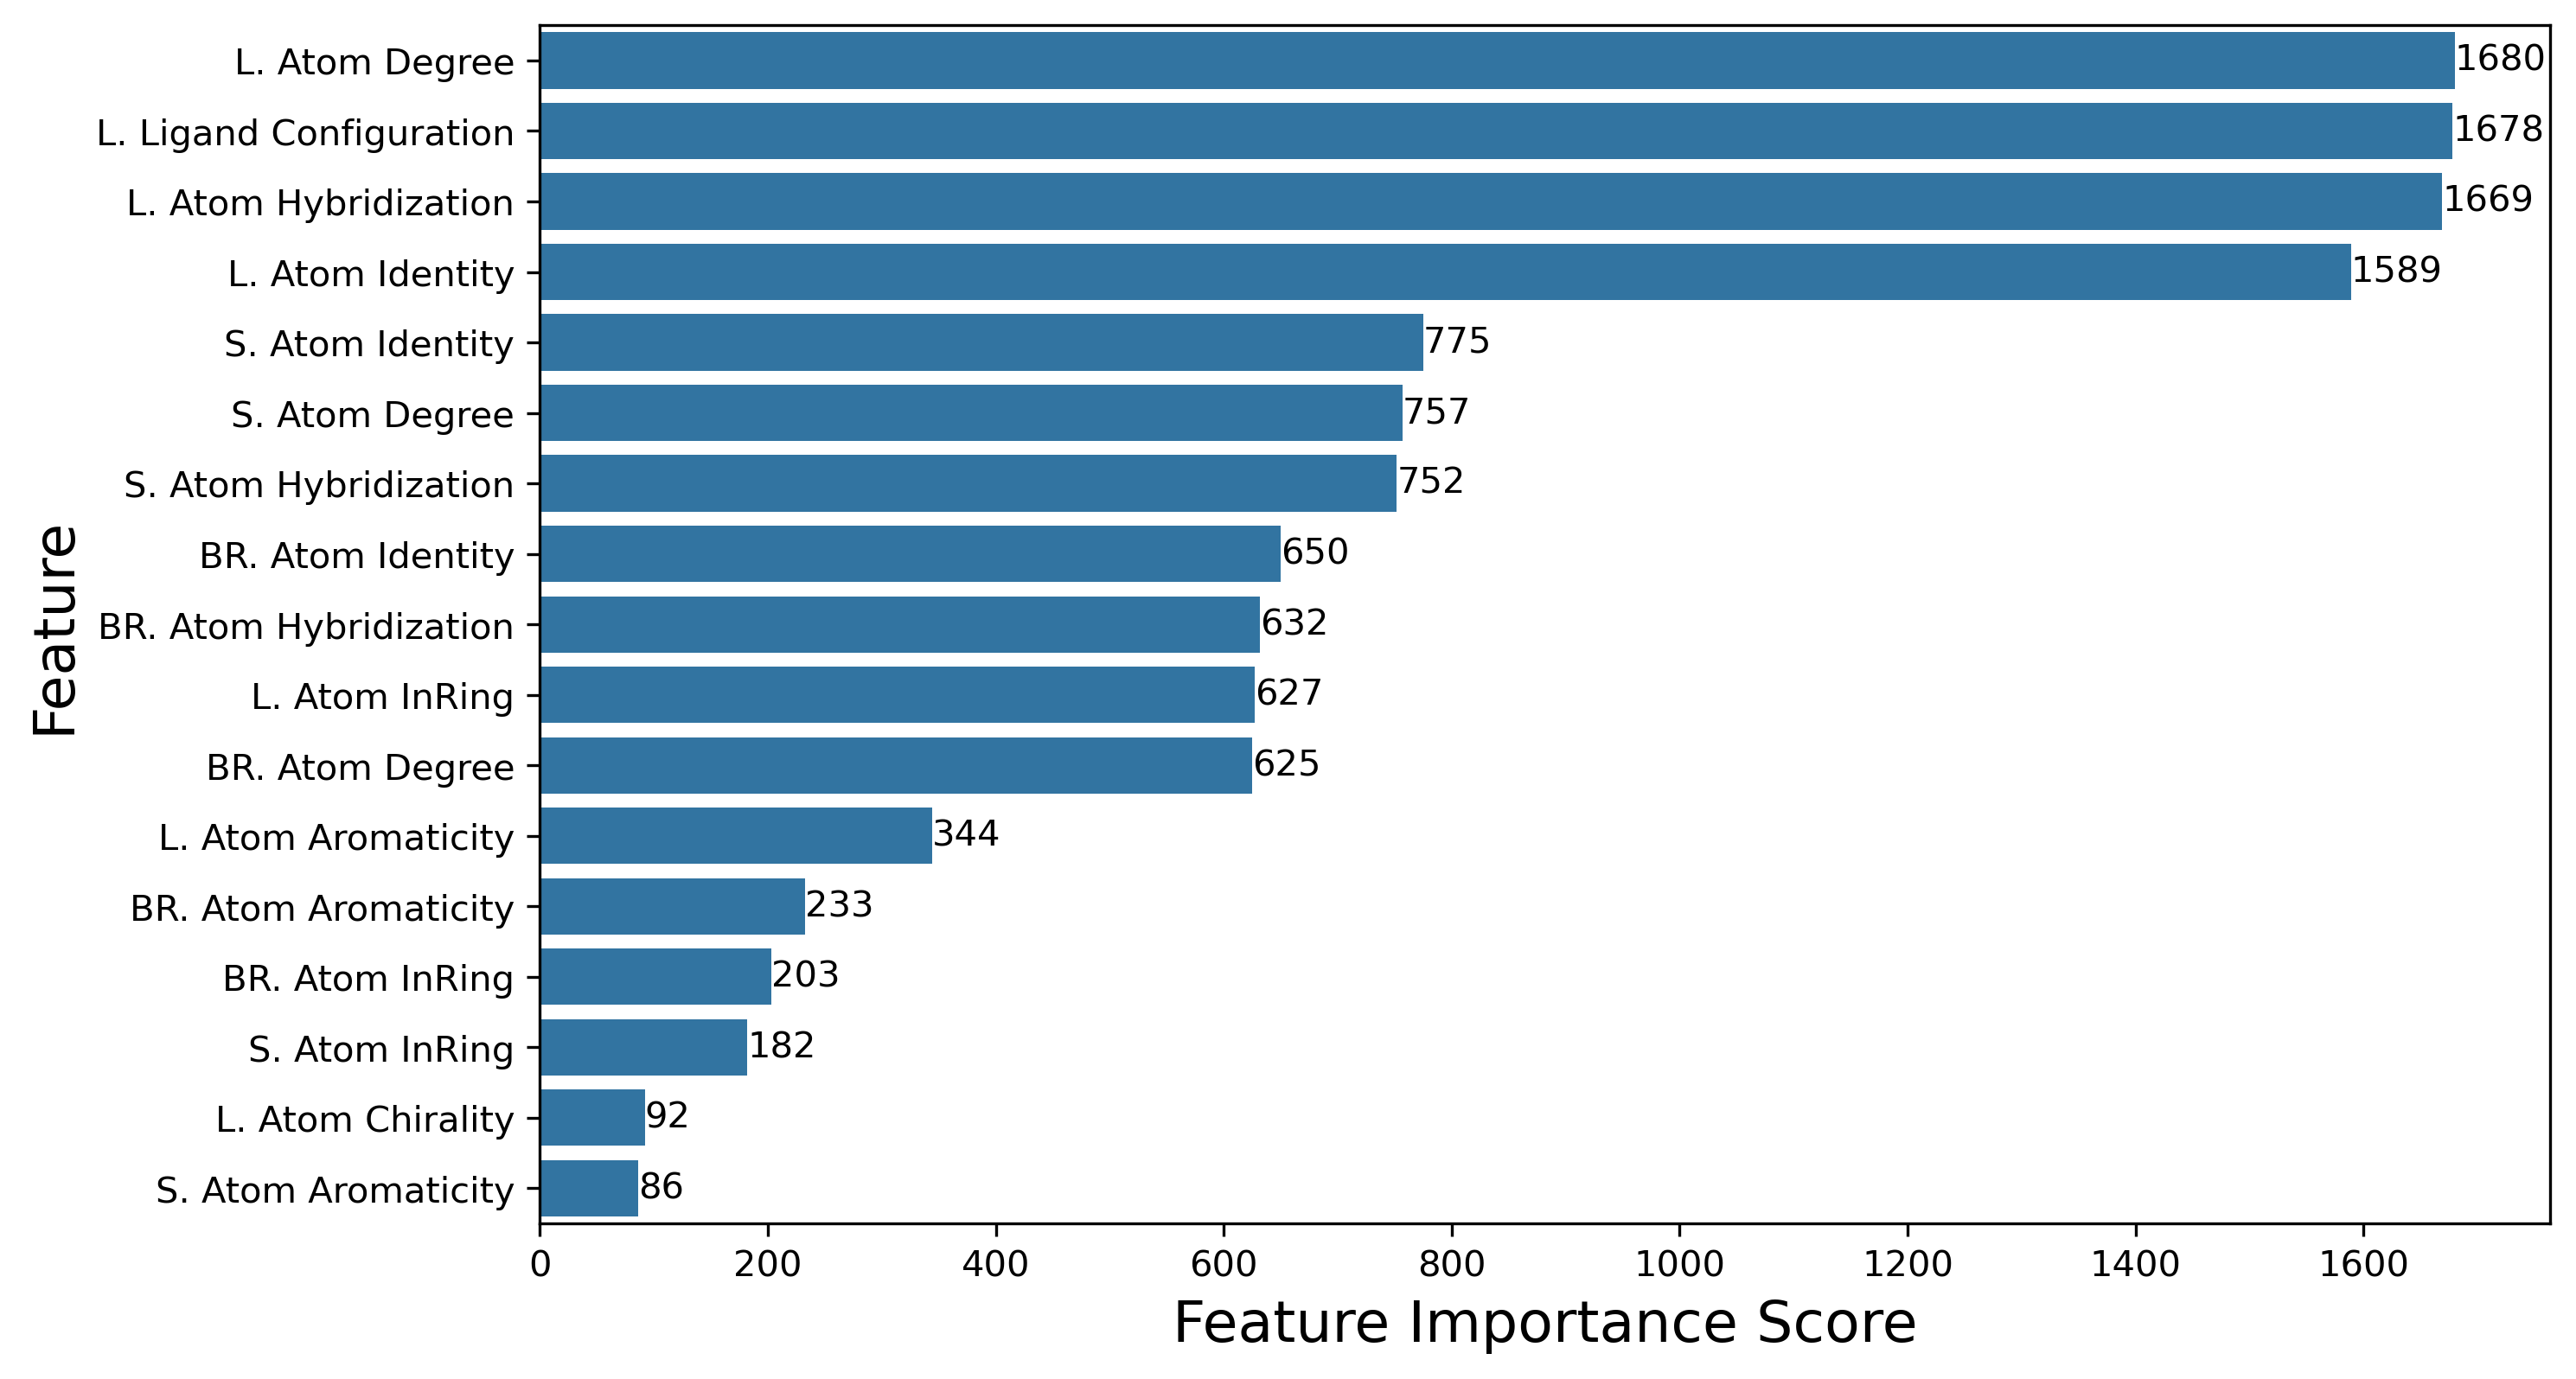 L. Atom Degree 1680
L. Ligand Configuration 1678
L. Atom Hybridization 1669
L. Atom Identity 1589
S. Atom Identity 775
S. Atom Degree 757
S. Atom Hybridization 752
BR. Atom Identity 650
BR. Atom Hybridization 632
L. Atom InRing 627
BR. Atom Degree 625
L. Atom Aromaticity 344
BR. Atom Aromaticity 233
BR. Atom InRing 203
S. Atom InRing 182
L. Atom Chirality 92
S. Atom Aromaticity 86
Feature
0 200 400 600 800 1000 1200 1400 1600
Feature Importance Score